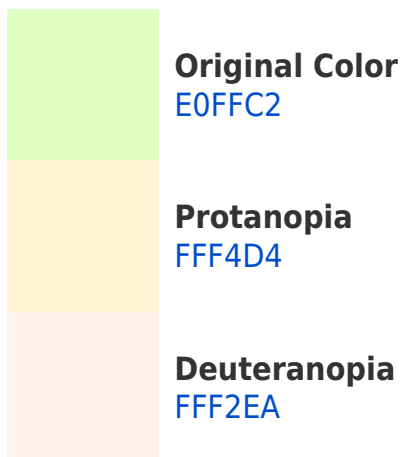 Original Color
E0FFC2
Protanopia
FFF4D4
Deuteranopia
FFF2EA